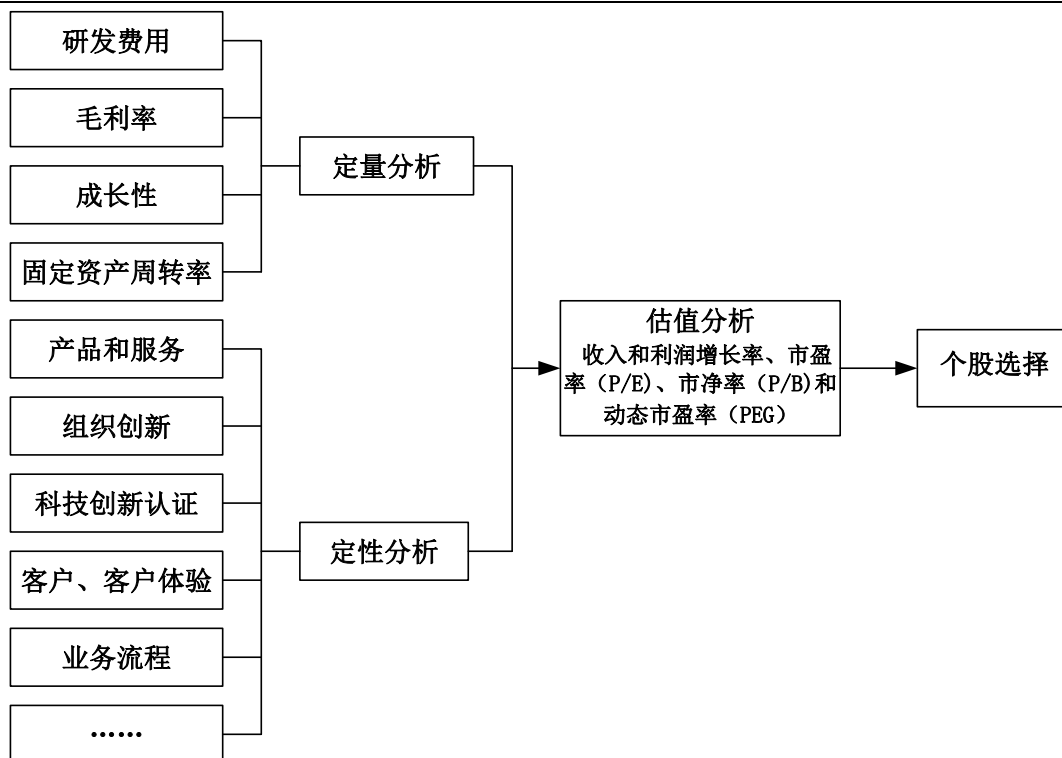 研发费用
毛利率
成长性
固定资产周转率
产品和服务
组织创新
科技创新认证
客户、客户体验
业务流程
……
定量分析
定性分析
估值分析
收入和利润增长率、市盈
率（P/E）、市净率（P/B)和
动态市盈率（PEG）
个股选择